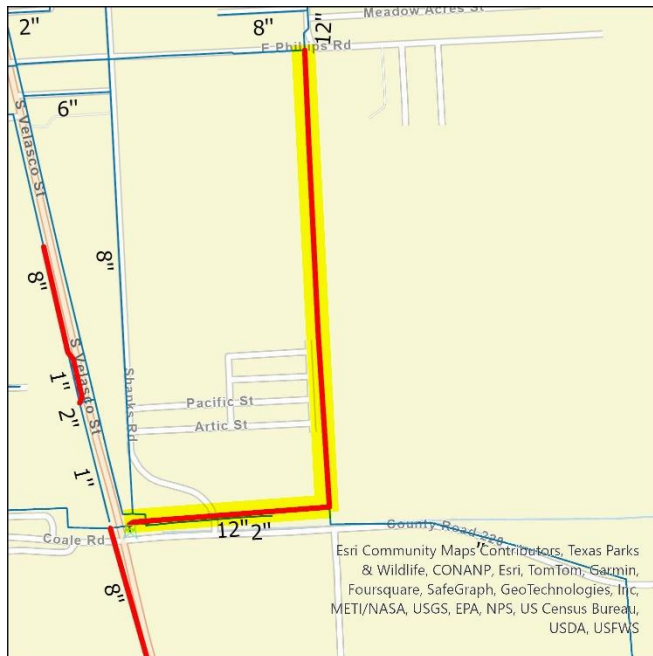 Meadow Acres St
2"
8"
12"
E Phillips Rd
6"
S Velasco St
8"
8"
S Velasco St
1"
2"
Shanks Rd
Pacific St
Artic St
1"
12"
2"
County Road 220
Coale Rd
"
8"
Esri Community Maps Contributors, Texas Parks
& Wildlife, CONANP, Esri, TomTom, Garmin,
Foursquare, SafeGraph, GeoTechnologies, Inc,
METI/NASA, USGS, EPA, NPS, US Census Bureau,
USDA, USFWS